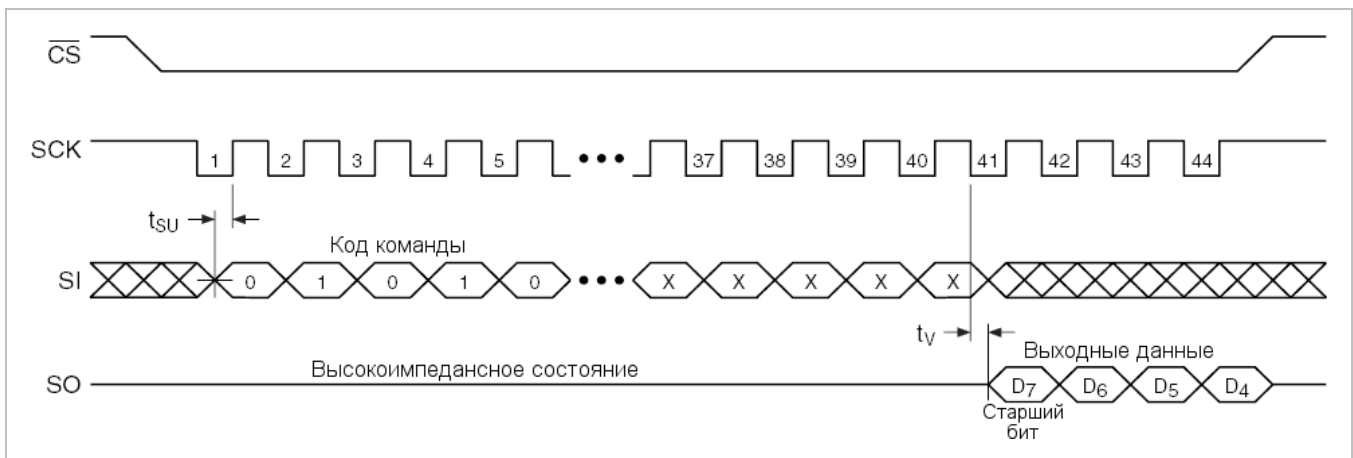 CS
SCK 1 2 3 4 5 ••• 37 38 39 40 41 42 43 44
tSU
Код команды
SI 0 1 0 1 0 ••• X X X X X
tV
Выходные данные
Высокоимпедансное состояние
SO D7 D6 D5 D4
Старший
бит